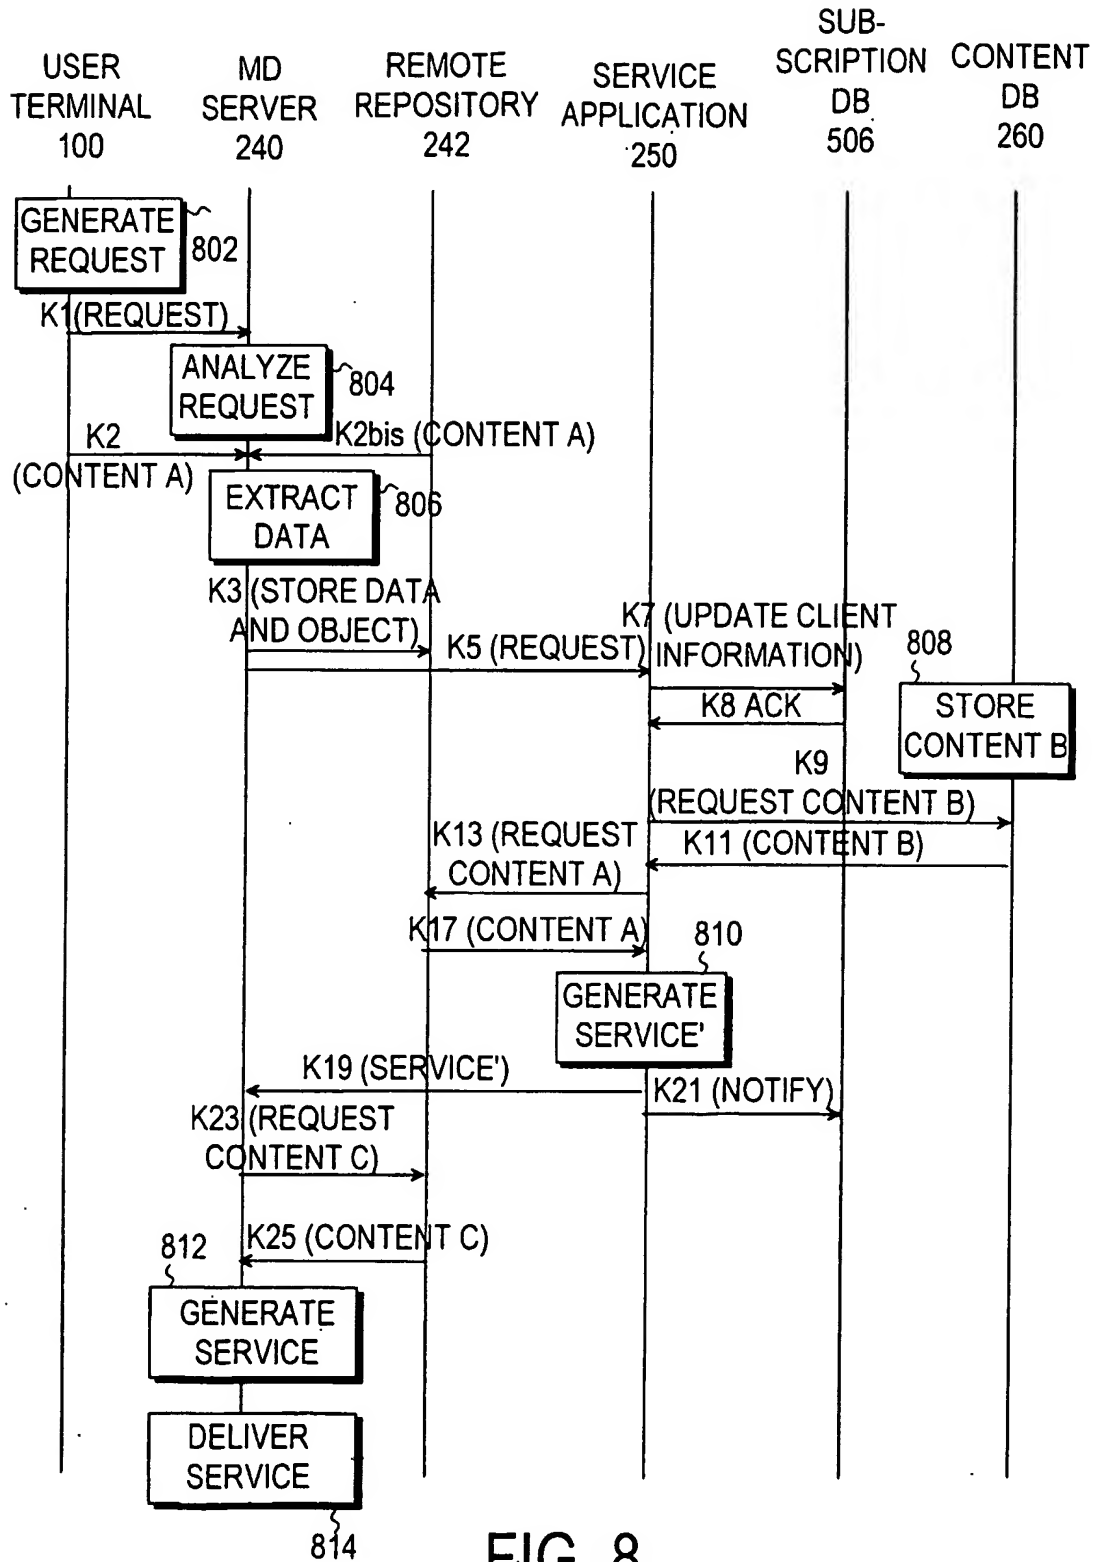 USER
TERMINAL
100
MD
SERVER
240
REMOTE
REPOSITORY
242
SERVICE
APPLICATION
250
SUB-
SCRIPTION
DB
506
CONTENT
DB
260
GENERATE
REQUEST
802
K1(REQUEST)
ANALYZE
REQUEST
804
K2
(CONTENT A)
K2bis (CONTENT A)
EXTRACT
DATA
806
K3 (STORE DATA
AND OBJECT)
K5 (REQUEST)
K7 (UPDATE CLIENT
INFORMATION)
K8 ACK
808
STORE
CONTENT B
K9
(REQUEST CONTENT B)
K11 (CONTENT B)
K13 (REQUEST
CONTENT A)
K17 (CONTENT A)
810
GENERATE
SERVICE'
K19 (SERVICE')
K21 (NOTIFY)
K23 (REQUEST
CONTENT C)
K25 (CONTENT C)
812
GENERATE
SERVICE
DELIVER
SERVICE
814
FIG. 8